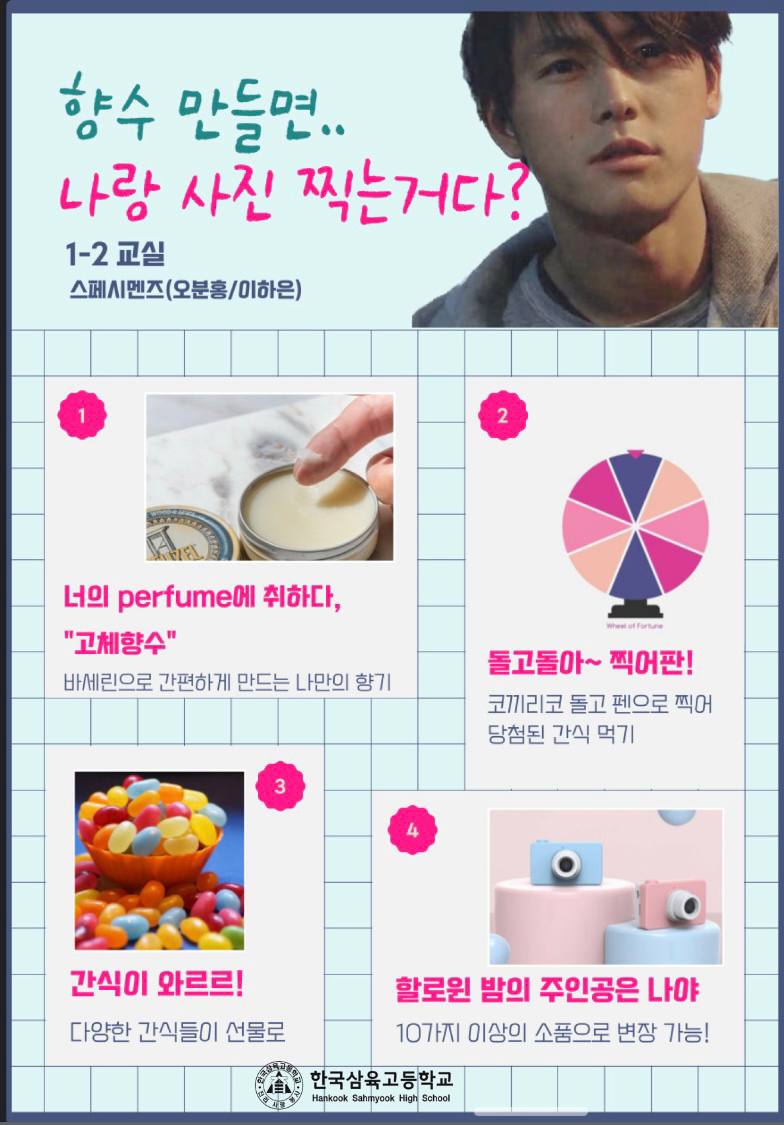 향수 만들면..
나랑 사진 찍는거다?
1-2 교실
스페시멘즈(오분홍/이하은)
1
너의 perfume에 취하다,
"고체향수"
바세린으로 간편하게 만드는 나만의 향기
2
Wheel of Fortune
돌고돌아~ 찍어판!
코끼리코 돌고 펜으로 찍어
당첨된 간식 먹기
3
간식이 와르르!
다양한 간식들이 선물로
4
할로윈 밤의 주인공은 나야
10가지 이상의 소품으로 변장 가능!
한국삼육고등학교
Hankook Sahmyook High School